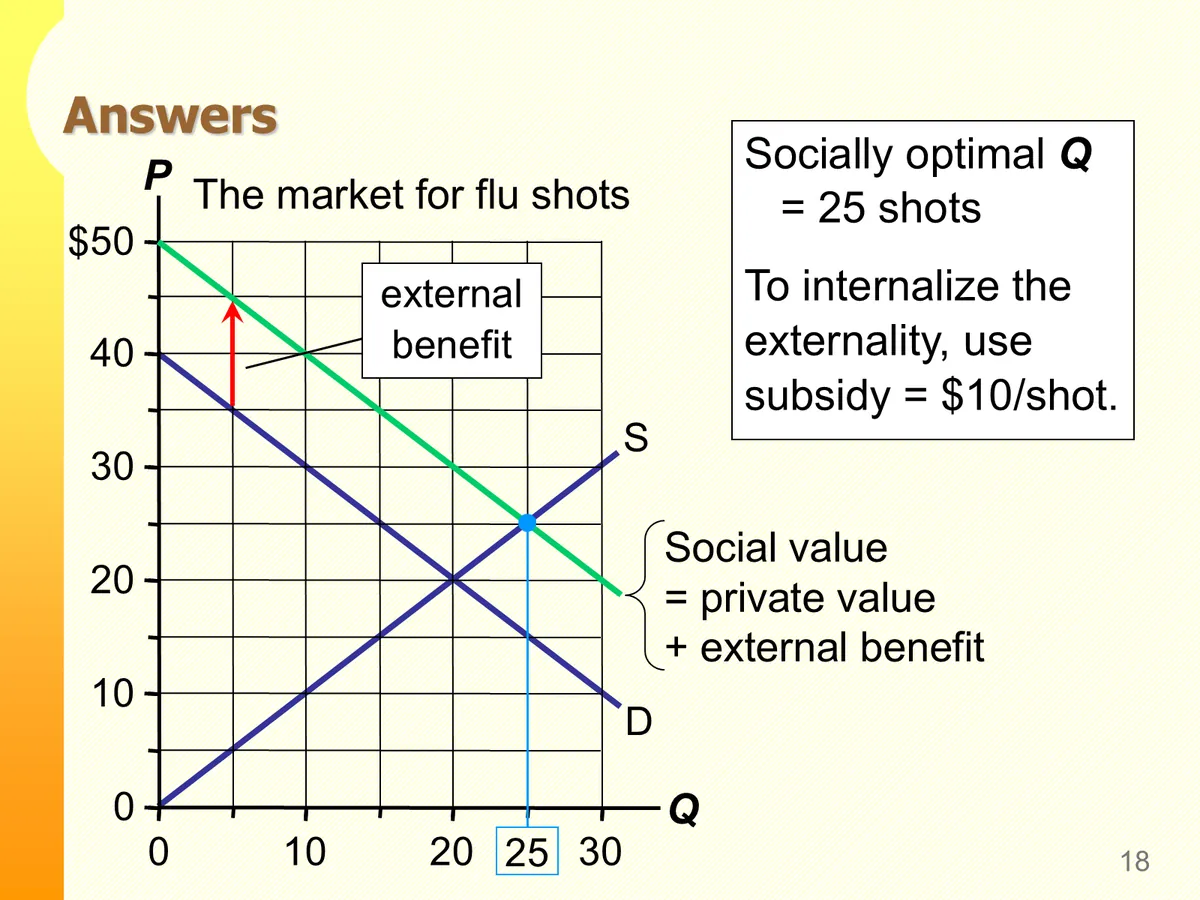 Answers
P
The market for flu shots
$50
40
30
20
10
0
external
benefit
S
D
Q
0
10
20
25
30
Socially optimal Q
= 25 shots
To internalize the
externality, use
subsidy = $10/shot.
Social value
= private value
+ external benefit
18